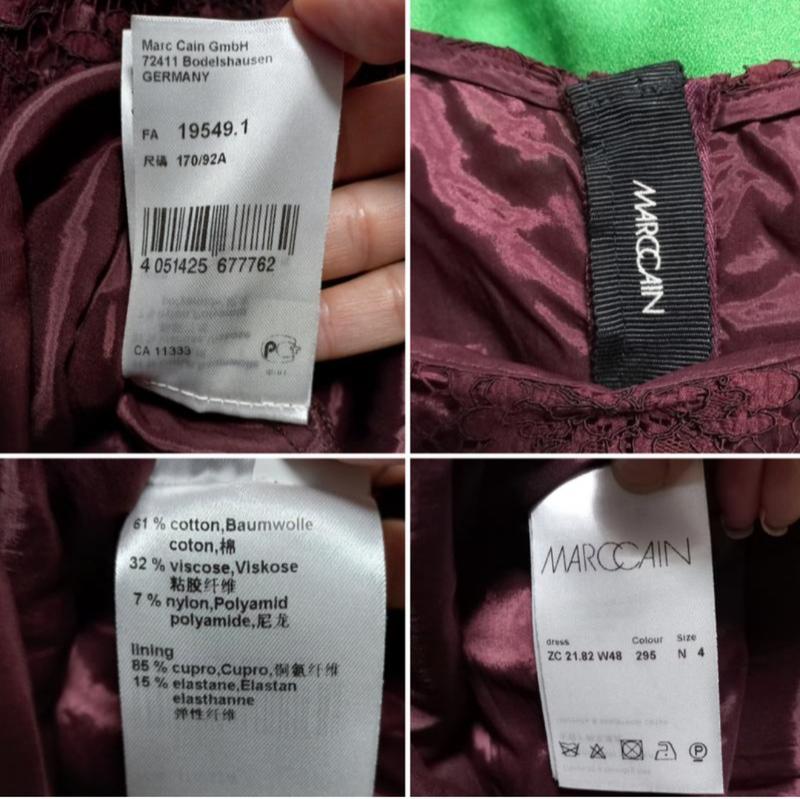 Marc Cain GmbH
72411 Bodelshausen
GERMANY
FA 19549.1
尺碼 170/92A
4 051425 677762
CA 11333
MARCCAIN
61 % cotton,Baumwolle
coton,棉
32 % viscose,Viskose
粘胶纤维
7 % nylon,Polyamid
polyamide,尼龙
lining
85 % cupro,Cupro,铜氨纤维
15 % elastane,Elastan
elasthanne
弹性纤维
MARCCAIN
dress Colour Size
ZC 21.82 W48 295 N 4